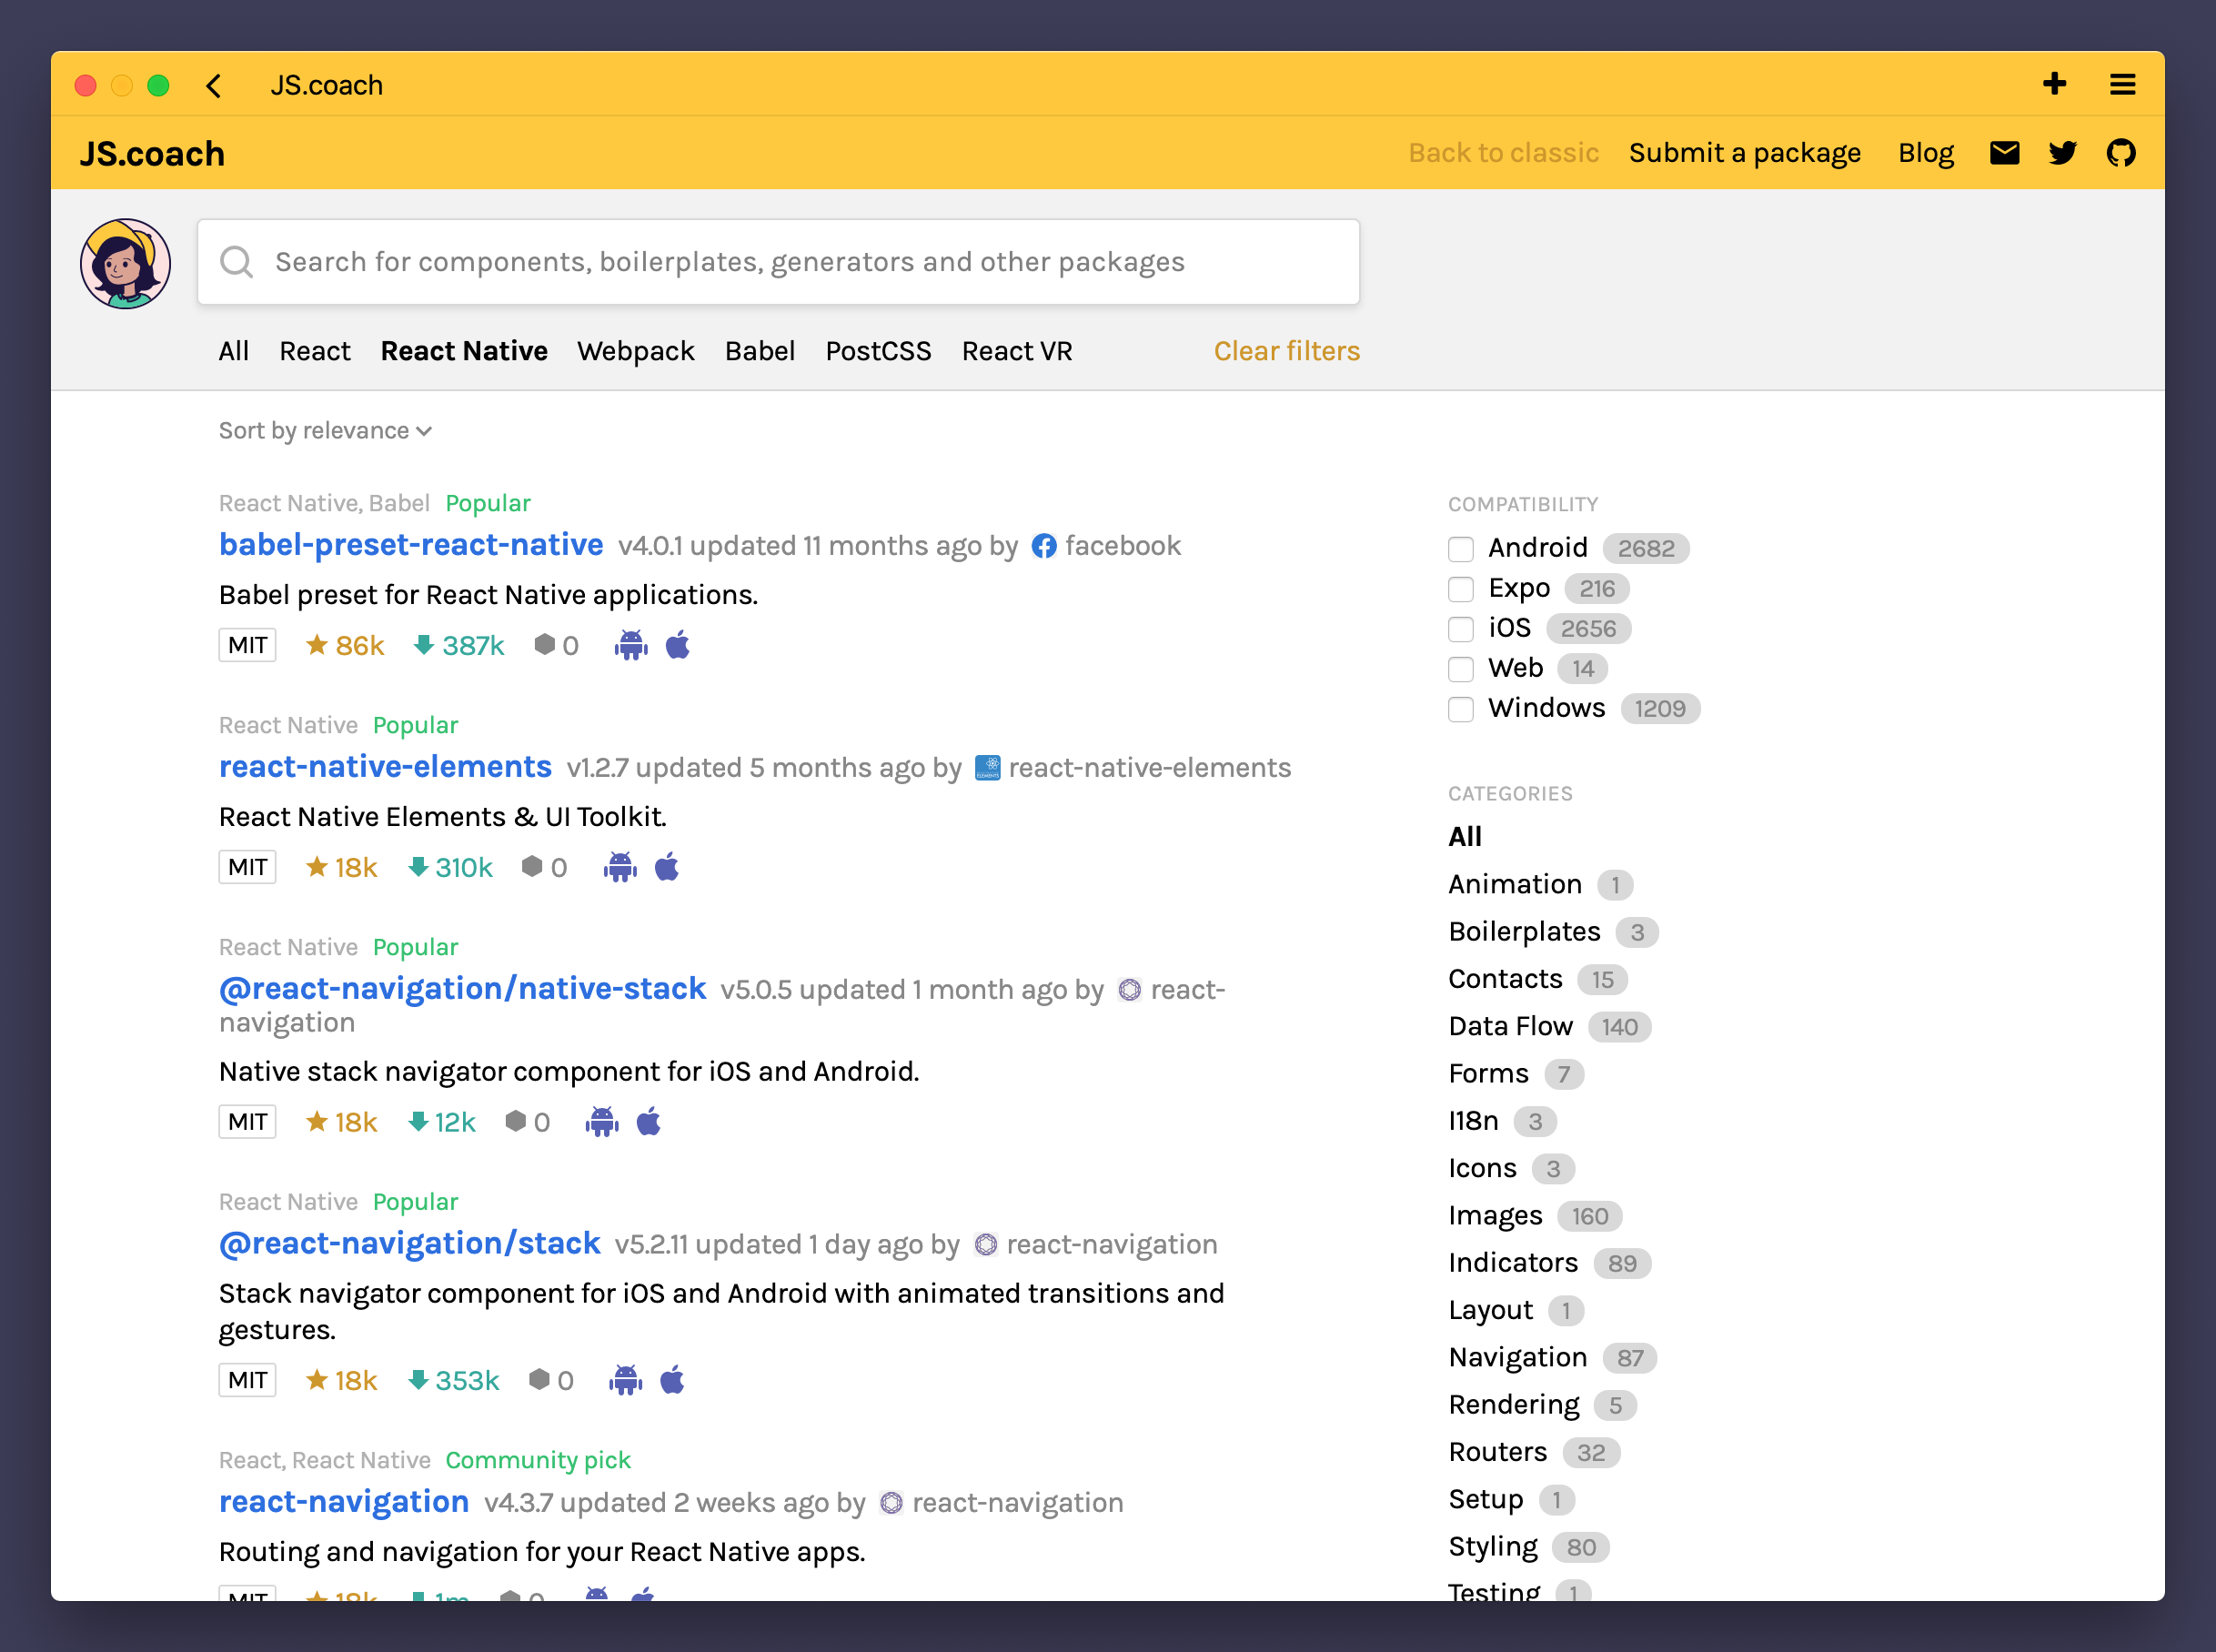 JS.coach
JS.coach
Back to classic Submit a package Blog
Search for components, boilerplates, generators and other packages
All React React Native Webpack Babel PostCSS React VR Clear filters
Sort by relevance
React Native, Babel Popular
babel-preset-react-native v4.0.1 updated 11 months ago by facebook
Babel preset for React Native applications.
MIT 86k 387k 0
React Native Popular
react-native-elements v1.2.7 updated 5 months ago by react-native-elements
React Native Elements & UI Toolkit.
MIT 18k 310k 0
React Native Popular
@react-navigation/native-stack v5.0.5 updated 1 month ago by react-
navigation
Native stack navigator component for iOS and Android.
MIT 18k 12k 0
React Native Popular
@react-navigation/stack v5.2.11 updated 1 day ago by react-navigation
Stack navigator component for iOS and Android with animated transitions and
gestures.
MIT 18k 353k 0
React, React Native Community pick
react-navigation v4.3.7 updated 2 weeks ago by react-navigation
Routing and navigation for your React Native apps.
MIT 18k 1m 0
COMPATIBILITY
Android 2682
Expo 216
iOS 2656
Web 14
Windows 1209
CATEGORIES
All
Animation 1
Boilerplates 3
Contacts 15
Data Flow 140
Forms 7
I18n 3
Icons 3
Images 160
Indicators 89
Layout 1
Navigation 87
Rendering 5
Routers 32
Setup 1
Styling 80
Testing 1